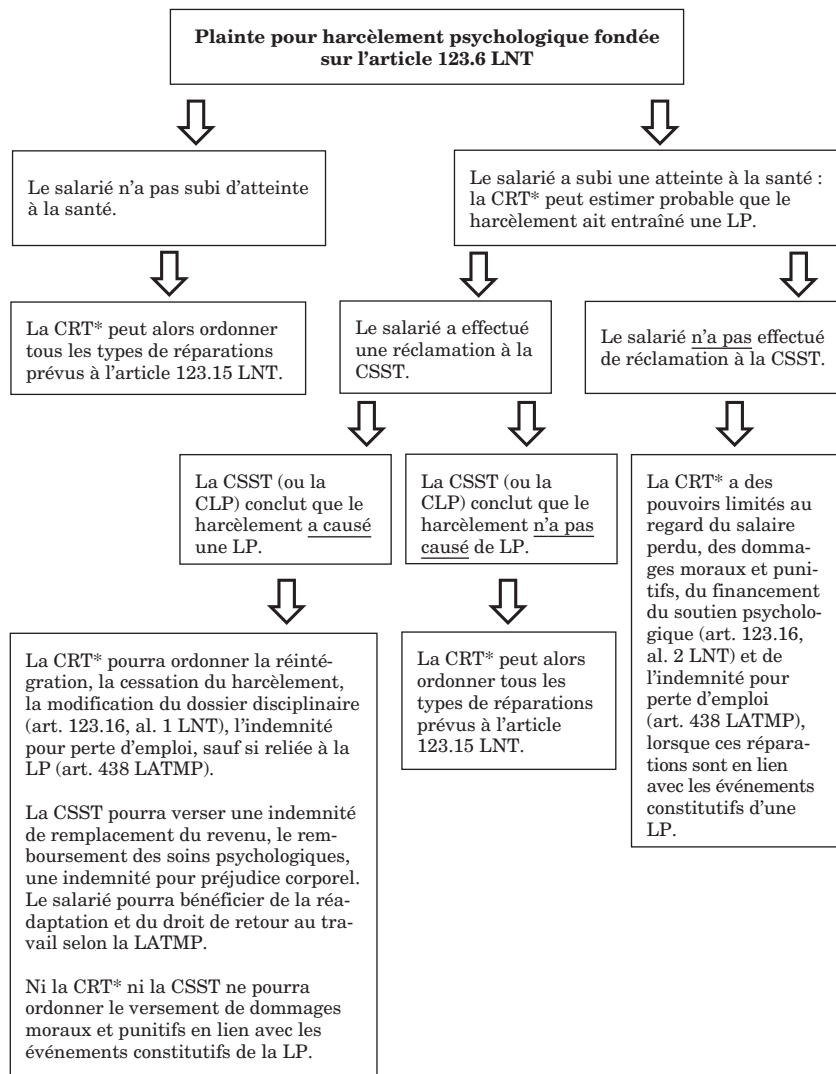 Plainte pour harcèlement psychologique fondée
sur l'article 123.6 LNT
Le salarié n'a pas subi d'atteinte
à la santé.
Le salarié a subi une atteinte à la santé :
la CRT* peut estimer probable que le
harcèlement ait entraîné une LP.
La CRT* peut alors ordonner
tous les types de réparations
prévus à l'article 123.15 LNT.
Le salarié a effectué
une réclamation à la
CSST.
Le salarié n'a pas effectué
de réclamation à la CSST.
La CSST (ou la
CLP) conclut que le
harcèlement a causé
une LP.
La CSST (ou la
CLP) conclut que le
harcèlement n'a pas
causé de LP.
La CRT* a des
pouvoirs limités au
regard du salaire
perdu, des dom-
mages moraux et puni-
tifs, du financement
du soutien psycholo-
gique (art. 123.16,
al. 2 LNT) et de
l'indemnité pour
perte d'emploi
(art. 438 LATMP),
lorsque ces répara-
tions sont en lien
avec les événements
constitutifs d'une
LP.
La CRT* pourra ordonner la réinté-
gration, la cessation du harcèlement,
la modification du dossier disciplinaire
(art. 123.16, al. 1 LNT), l'indemnité
pour perte d'emploi, sauf si reliée à la
LP (art. 438 LATMP).
La CSST pourra verser une indemnité
de remplacement du revenu, le rem-
boursement des soins psychologiques,
une indemnité pour préjudice corporel.
Le salarié pourra bénéficier de la réa-
daptation et du droit de retour au tra-
vail selon la LATMP.
Ni la CRT* ni la CSST ne pourra
ordonner le versement de dommages
moraux et punitifs en lien avec les
événements constitutifs de la LP.
La CRT* peut alors
ordonner tous les
types de réparations
prévus à l'article
123.15 LNT.